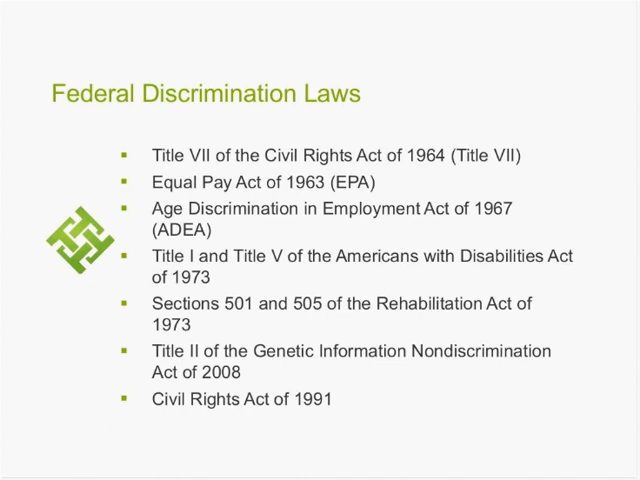 Federal Discrimination Laws
▪ Title VII of the Civil Rights Act of 1964 (Title VII)
▪ Equal Pay Act of 1963 (EPA)
▪ Age Discrimination in Employment Act of 1967
(ADEA)
▪ Title I and Title V of the Americans with Disabilities Act
of 1973
▪ Sections 501 and 505 of the Rehabilitation Act of
1973
▪ Title II of the Genetic Information Nondiscrimination
Act of 2008
▪ Civil Rights Act of 1991